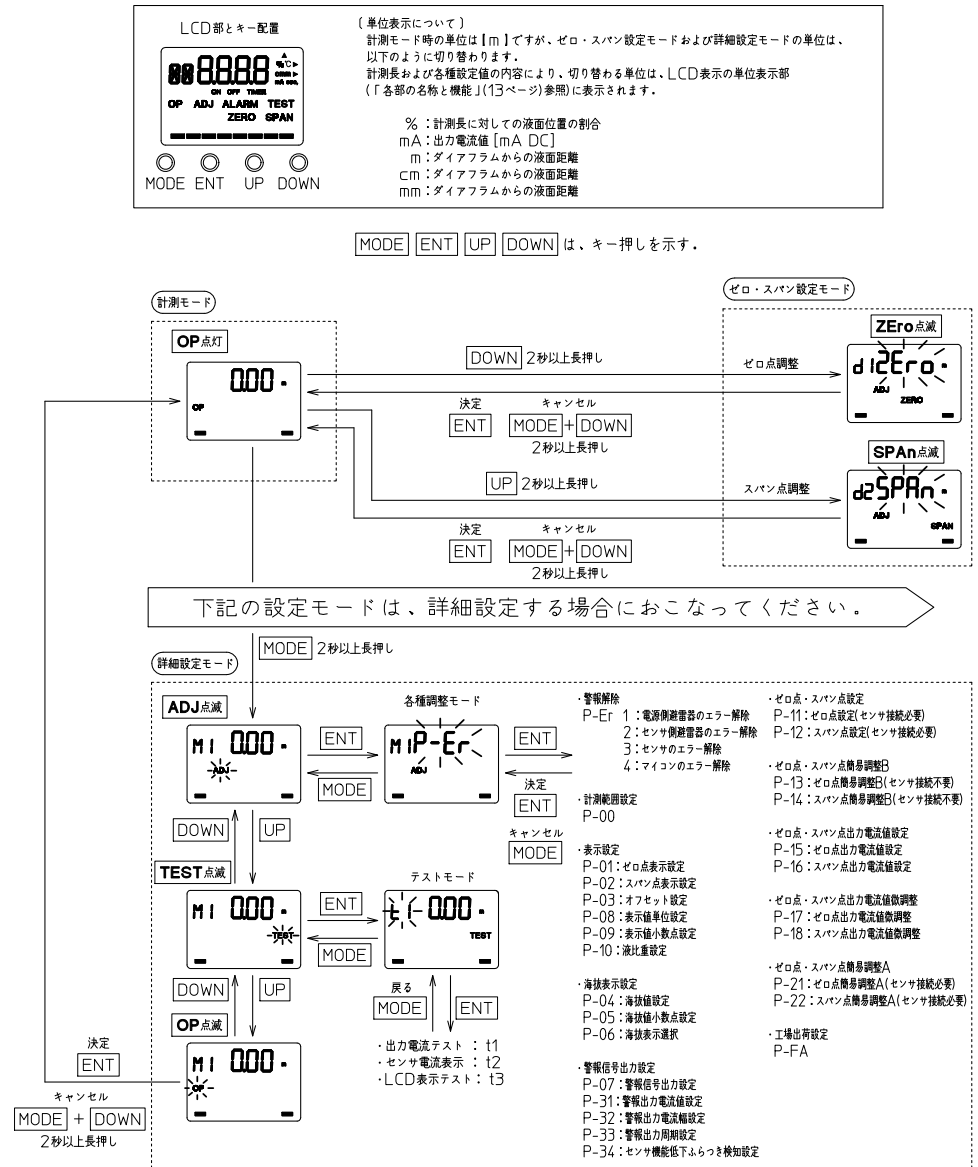 LCD部とキー配置
8.8.8.8.8.8
%℃
cmm
mA SEC.
ON OFF TIMER
OP ADJ ALARM TEST
ZERO SPAN
MODE ENT UP DOWN
〔単位表示について〕
計測モード時の単位は【m】ですが、ゼロ・スパン設定モードおよび詳細設定モードの単位は、
以下のように切り替わります。
計測長および各種設定値の内容により、切り替わる単位は、LCD表示の単位表示部
(「各部の名称と機能」(13ページ)参照)に表示されます。
%:計測長に対しての液面位置の割合
mA:出力電流値[mA DC]
m:ダイアフラムからの液面距離
cm:ダイアフラムからの液面距離
mm:ダイアフラムからの液面距離
MODE ENT UP DOWN は、キー押しを示す。
計測モード
OP点灯
0.00
OP
DOWN 2秒以上長押し
決定
ENT
キャンセル
MODE+DOWN
2秒以上長押し
UP 2秒以上長押し
決定
ENT
キャンセル
MODE+DOWN
2秒以上長押し
ゼロ・スパン設定モード
ゼロ点調整
ZEro点滅
d1ZEro
ADJ
ZERO
スパン点調整
SPAn点滅
d2SPAn
ADJ
SPAN
下記の設定モードは、詳細設定する場合におこなってください。
MODE 2秒以上長押し
詳細設定モード
ADJ点滅
M1 0.00
ADJ
ENT
MODE
各種調整モード
M1P-Er
ADJ
ENT
決定
ENT
キャンセル
MODE
DOWN UP
TEST点滅
M1 0.00
TEST
ENT
MODE
テストモード
t1- 0.00
TEST
戻る
MODE ENT
・出力電流テスト:t1
・センサ電流表示:t2
・LCD表示テスト:t3
DOWN UP
OP点滅
M1 0.00
OP
決定
ENT
キャンセル
MODE + DOWN
2秒以上長押し
・警報解除
P-Er 1:電源側避雷器のエラー解除
2:センサ側避雷器のエラー解除
3:センサのエラー解除
4:マイコンのエラー解除
・計測範囲設定
P-00
・表示設定
P-01:ゼロ点表示設定
P-02:スパン点表示設定
P-03:オフセット設定
P-08:表示値単位設定
P-09:表示値小数点設定
P-10:液比重設定
・海抜表示設定
P-04:海抜値設定
P-05:海抜値小数点設定
P-06:海抜表示選択
・警報信号出力設定
P-07:警報信号出力設定
P-31:警報出力電流値設定
P-32:警報出力電流幅設定
P-33:警報出力周期設定
P-34:センサ機能低下ふらつき検知設定
・ゼロ点・スパン点設定
P-11:ゼロ点設定(センサ接続必要)
P-12:スパン点設定(センサ接続必要)
・ゼロ点・スパン点簡易調整B
P-13:ゼロ点簡易調整B(センサ接続不要)
P-14:スパン点簡易調整B(センサ接続不要)
・ゼロ点・スパン点出力電流値設定
P-15:ゼロ点出力電流値設定
P-16:スパン点出力電流値設定
・ゼロ点・スパン点出力電流値微調整
P-17:ゼロ点出力電流値微調整
P-18:スパン点出力電流値微調整
・ゼロ点・スパン点簡易調整A
P-21:ゼロ点簡易調整A(センサ接続必要)
P-22:スパン点簡易調整A(センサ接続必要)
・工場出荷設定
P-FA